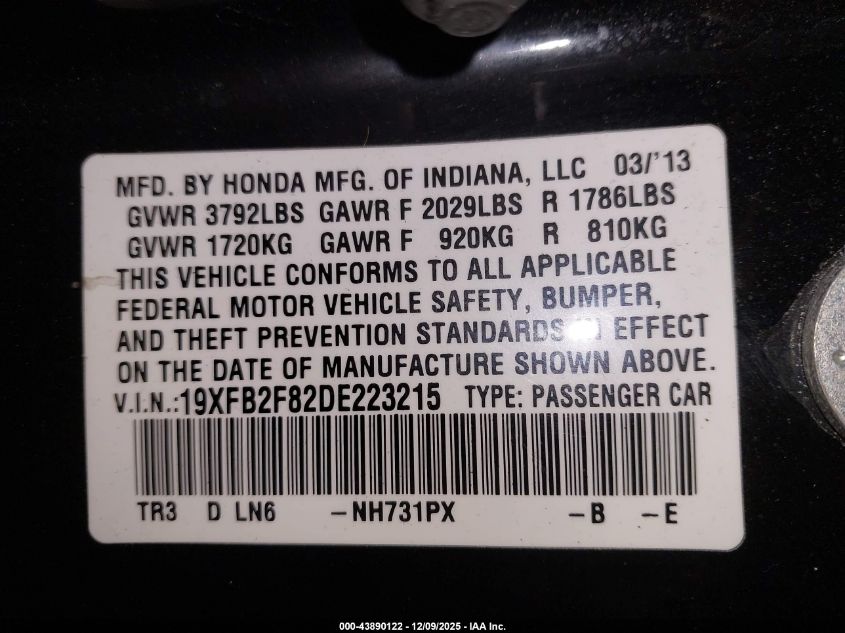 MFD. BY HONDA MFG. OF INDIANA, LLC 03/'13
GVWR 3792LBS GAWR F 2029LBS R 1786LBS
GVWR 1720KG GAWR F 920KG R 810KG
THIS VEHICLE CONFORMS TO ALL APPLICABLE
FEDERAL MOTOR VEHICLE SAFETY, BUMPER,
AND THEFT PREVENTION STANDARDS IN EFFECT
ON THE DATE OF MANUFACTURE SHOWN ABOVE.
V.I.N.:19XFB2F82DE223215 TYPE: PASSENGER CAR
TR3 D LN6 -NH731PX -B -E
000-43890122 - 12/09/2025 - IAA Inc.